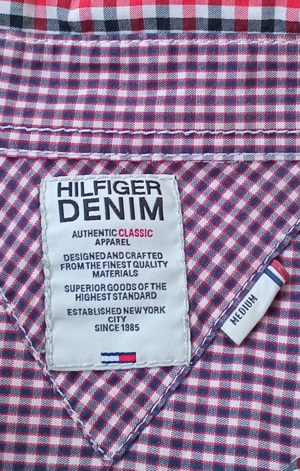 HILFIGER
DENIM
AUTHENTIC CLASSIC
APPAREL
DESIGNED AND CRAFTED
FROM THE FINEST QUALITY
MATERIALS
SUPERIOR GOODS OF THE
HIGHEST STANDARD
ESTABLISHED NEW YORK
CITY
SINCE 1985
MEDIUM